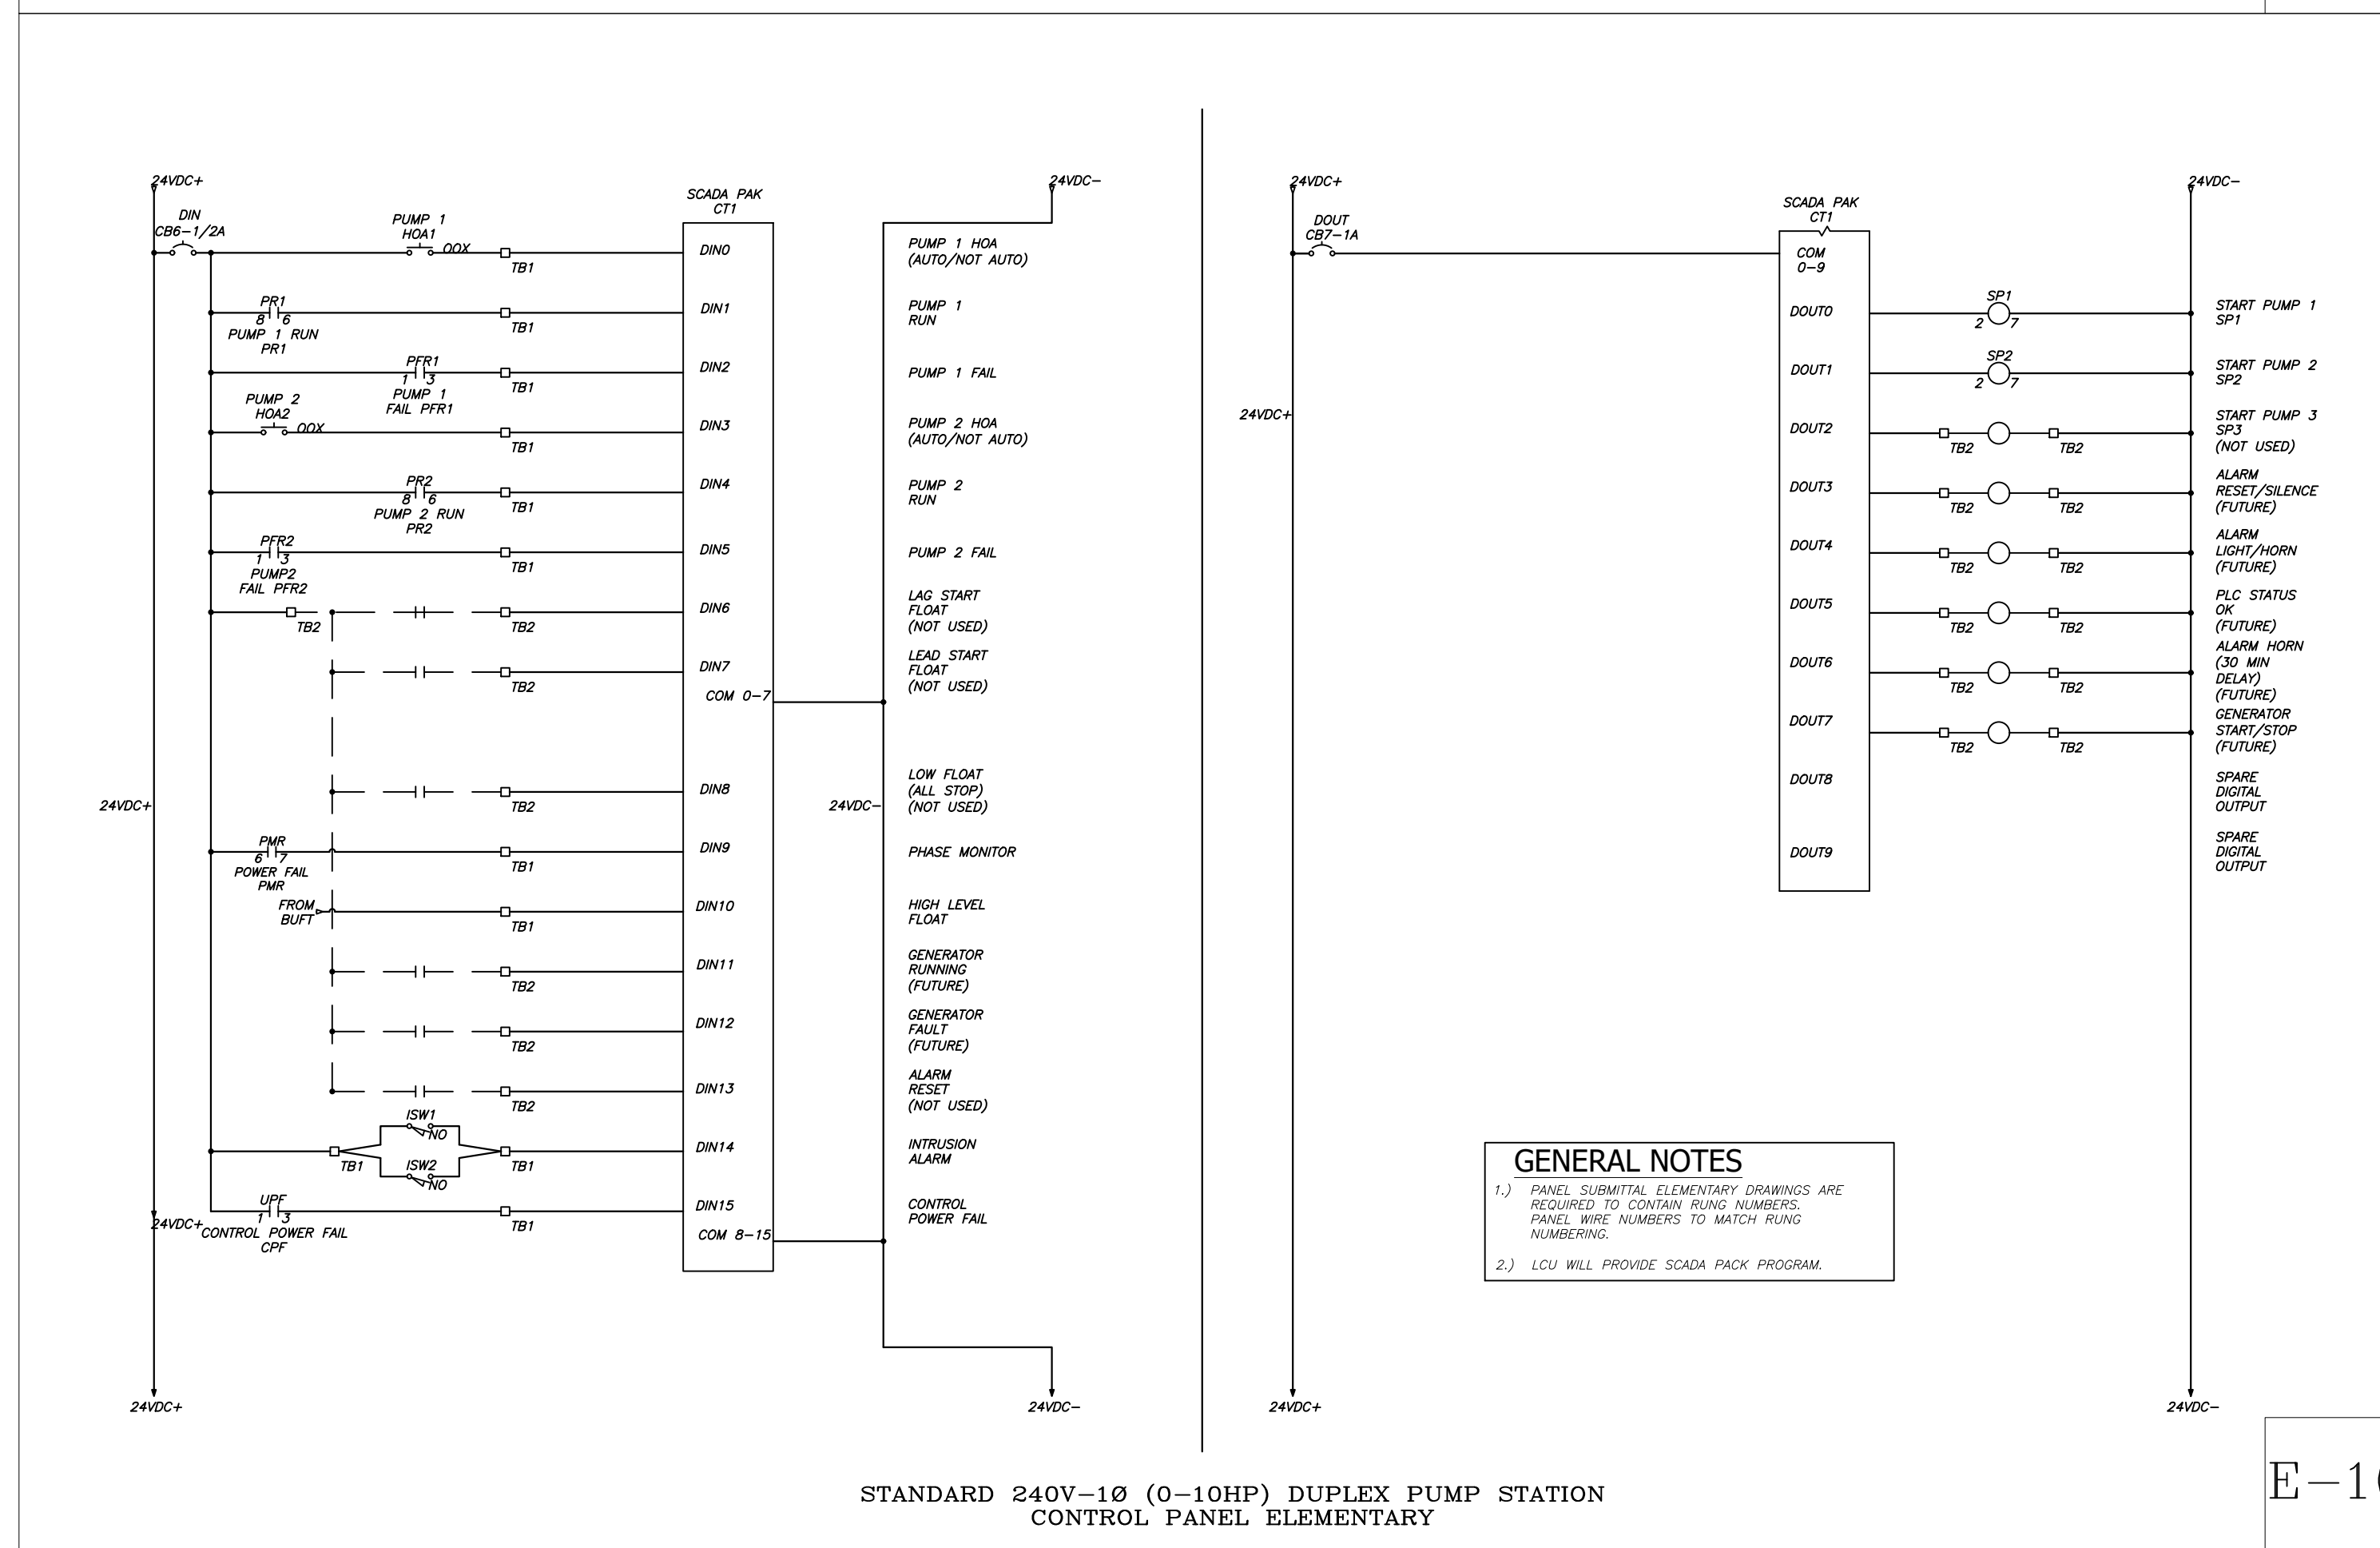 24VDC+
DIN
CB6-1/2A
PUMP 1
HOA1
OOX
TB1
SCADA PAK
CT1
24VDC-
DIN0
PUMP 1 HOA
(AUTO/NOT AUTO)
PR1
8 6
PUMP 1 RUN
PR1
TB1
DIN1
PUMP 1
RUN
PFR1
1 3
PUMP 1
FAIL PFR1
TB1
DIN2
PUMP 1 FAIL
PUMP 2
HOA2
OOX
TB1
DIN3
PUMP 2 HOA
(AUTO/NOT AUTO)
PR2
8 6
PUMP 2 RUN
PR2
TB1
DIN4
PUMP 2
RUN
PFR2
1 3
PUMP2
FAIL PFR2
TB1
DIN5
PUMP 2 FAIL
TB2
TB2
DIN6
LAG START
FLOAT
(NOT USED)
TB2
DIN7
LEAD START
FLOAT
(NOT USED)
COM 0-7
24VDC+
TB2
DIN8
24VDC-
LOW FLOAT
(ALL STOP)
(NOT USED)
PMR
6 7
POWER FAIL
PMR
TB1
DIN9
PHASE MONITOR
FROM
BUFT
TB1
DIN10
HIGH LEVEL
FLOAT
TB2
DIN11
GENERATOR
RUNNING
(FUTURE)
TB2
DIN12
GENERATOR
FAULT
(FUTURE)
TB2
DIN13
ALARM
RESET
(NOT USED)
ISW1
NO
TB1
ISW2
NO
TB1
DIN14
INTRUSION
ALARM
UPF
1 3
24VDC+
CONTROL POWER FAIL
CPF
TB1
DIN15
CONTROL
POWER FAIL
COM 8-15
24VDC+
24VDC-
24VDC+
DOUT
CB7-1A
SCADA PAK
CT1
24VDC-
COM
0-9
DOUT0
SP1
2 7
START PUMP 1
SP1
DOUT1
SP2
2 7
START PUMP 2
SP2
24VDC+
DOUT2
TB2
TB2
START PUMP 3
SP3
(NOT USED)
DOUT3
TB2
TB2
ALARM
RESET/SILENCE
(FUTURE)
DOUT4
TB2
TB2
ALARM
LIGHT/HORN
(FUTURE)
DOUT5
TB2
TB2
PLC STATUS
OK
(FUTURE)
DOUT6
TB2
TB2
ALARM HORN
(30 MIN
DELAY)
(FUTURE)
DOUT7
TB2
TB2
GENERATOR
START/STOP
(FUTURE)
DOUT8
SPARE
DIGITAL
OUTPUT
DOUT9
SPARE
DIGITAL
OUTPUT
GENERAL NOTES
1.) PANEL SUBMITTAL ELEMENTARY DRAWINGS ARE
REQUIRED TO CONTAIN RUNG NUMBERS.
PANEL WIRE NUMBERS TO MATCH RUNG
NUMBERING.
2.) LCU WILL PROVIDE SCADA PACK PROGRAM.
24VDC+
24VDC-
STANDARD 240V-1Ø (0-10HP) DUPLEX PUMP STATION
CONTROL PANEL ELEMENTARY